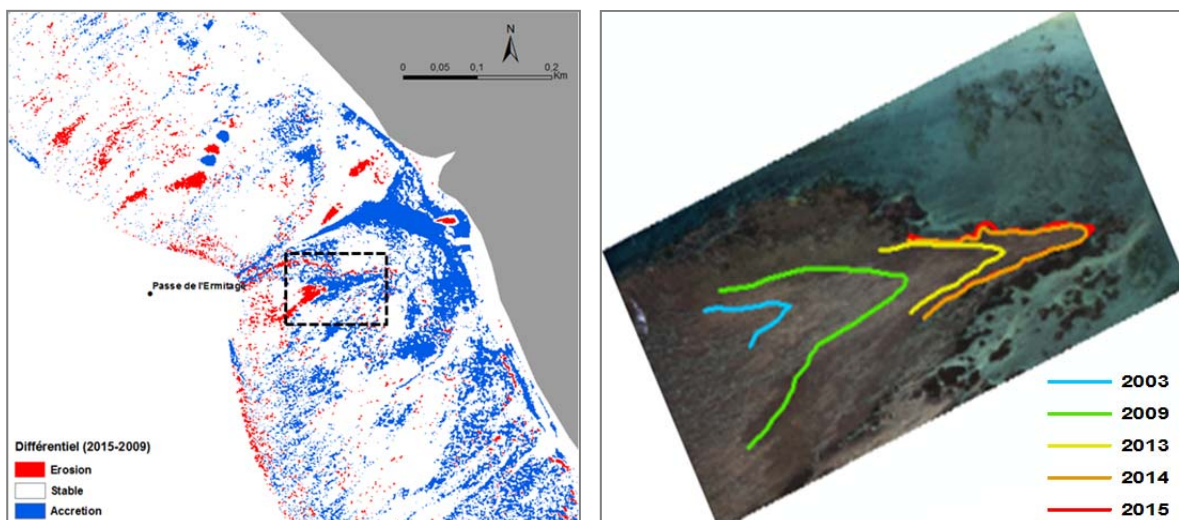 N
0 0,05 0,1 0,2
Km
Passe de l'Ermitage
Différentiel (2015-2009)
Erosion
Stable
Accretion
2003
2009
2013
2014
2015